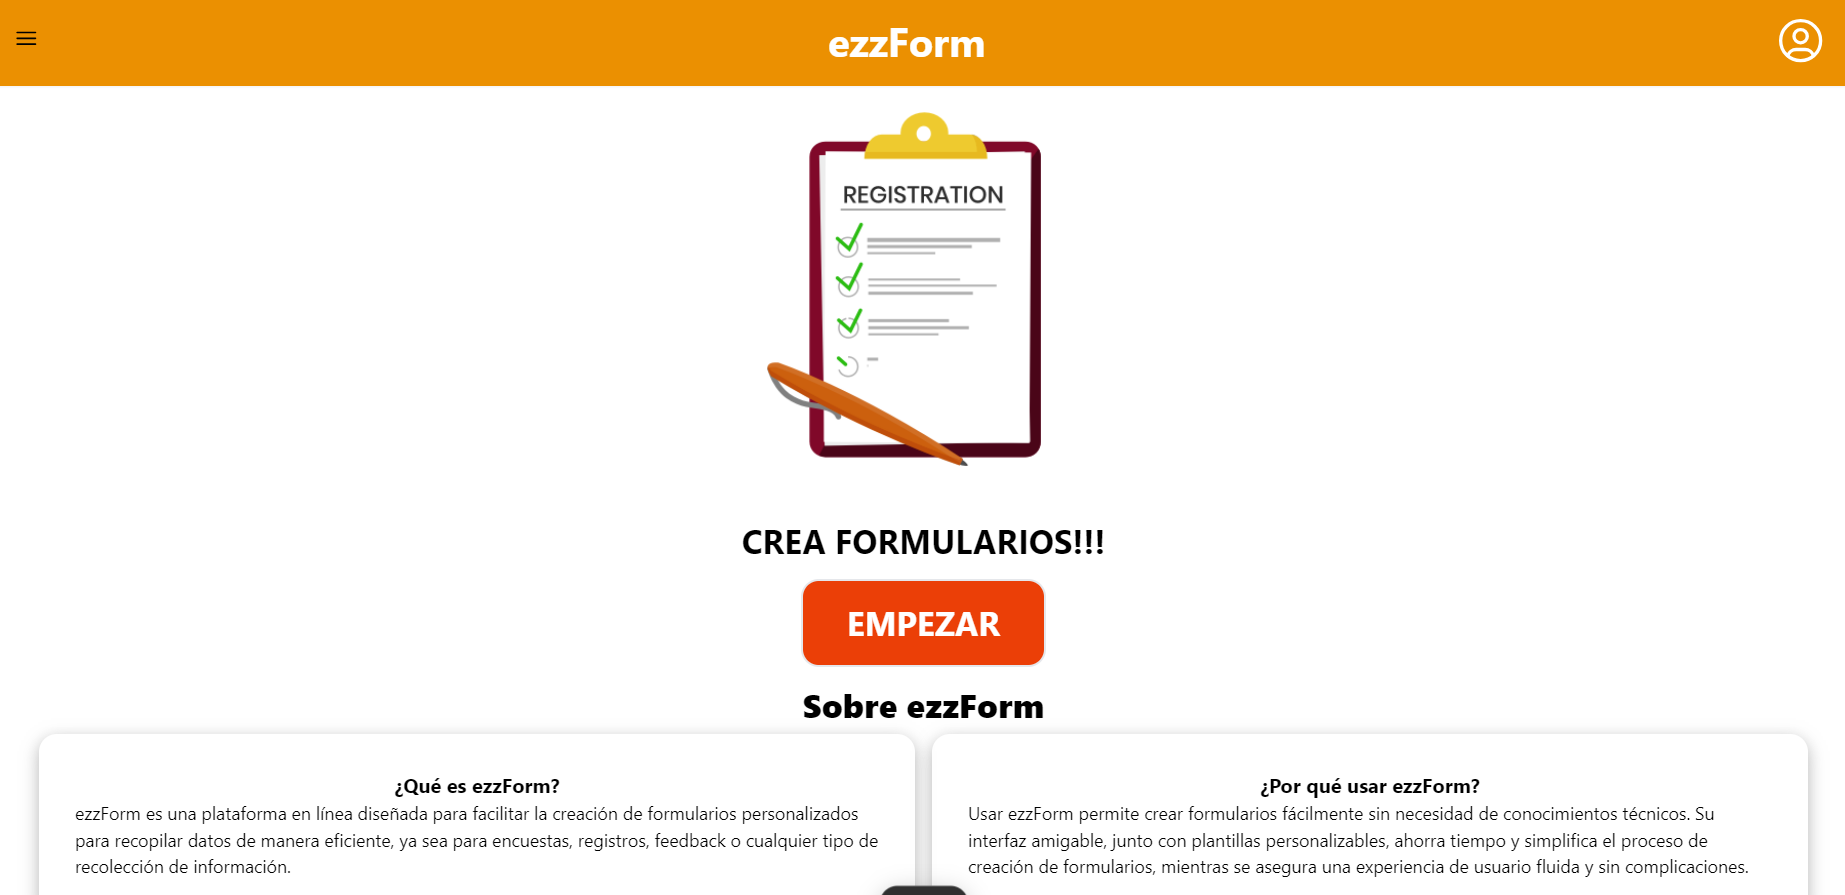 ezzForm
REGISTRATION
CREA FORMULARIOS!!!
EMPEZAR
Sobre ezzForm
¿Qué es ezzForm?
ezzForm es una plataforma en línea diseñada para facilitar la creación de formularios personalizados
para recopilar datos de manera eficiente, ya sea para encuestas, registros, feedback o cualquier tipo de
recolección de información.
¿Por qué usar ezzForm?
Usar ezzForm permite crear formularios fácilmente sin necesidad de conocimientos técnicos. Su
interfaz amigable, junto con plantillas personalizables, ahorra tiempo y simplifica el proceso de
creación de formularios, mientras se asegura una experiencia de usuario fluida y sin complicaciones.